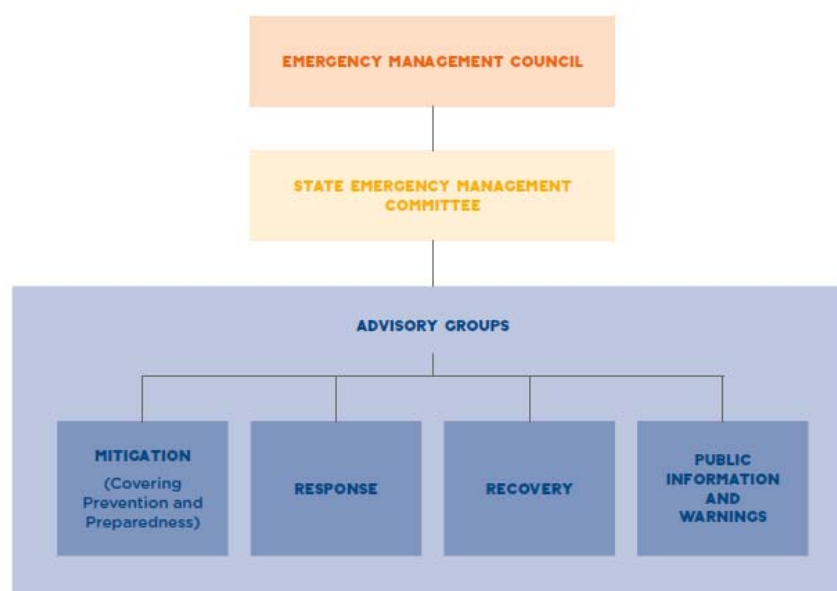 EMERGENCY MANAGEMENT COUNCIL
STATE EMERGENCY MANAGEMENT
COMMITTEE
ADVISORY GROUPS
MITIGATION
(Covering
Prevention and
Preparedness)
RESPONSE
RECOVERY
PUBLIC
INFORMATION
AND
WARNINGS